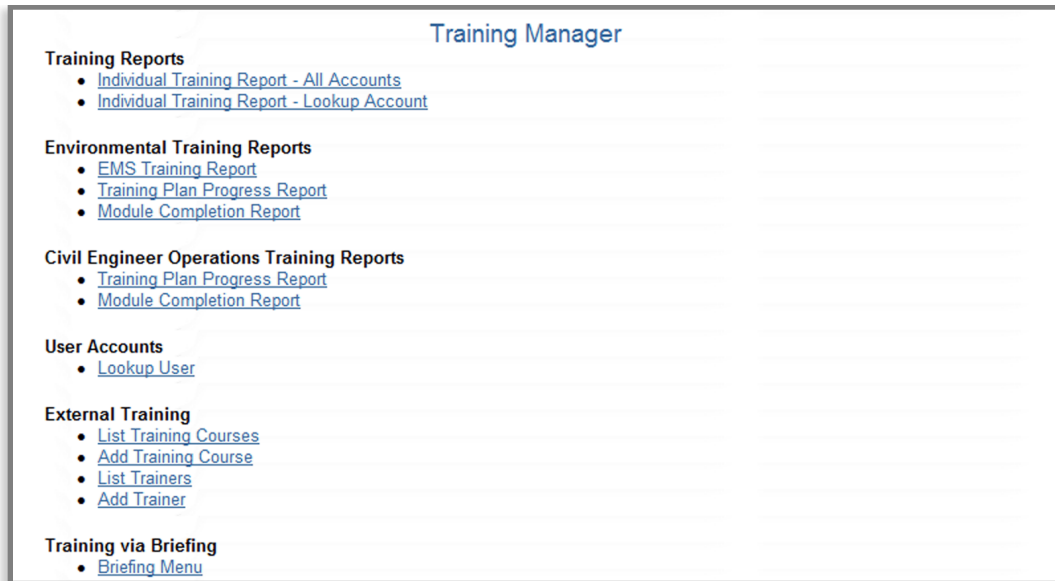 Training Manager
Training Reports
• Individual Training Report - All Accounts
• Individual Training Report - Lookup Account
Environmental Training Reports
• EMS Training Report
• Training Plan Progress Report
• Module Completion Report
Civil Engineer Operations Training Reports
• Training Plan Progress Report
• Module Completion Report
User Accounts
• Lookup User
External Training
• List Training Courses
• Add Training Course
• List Trainers
• Add Trainer
Training via Briefing
• Briefing Menu